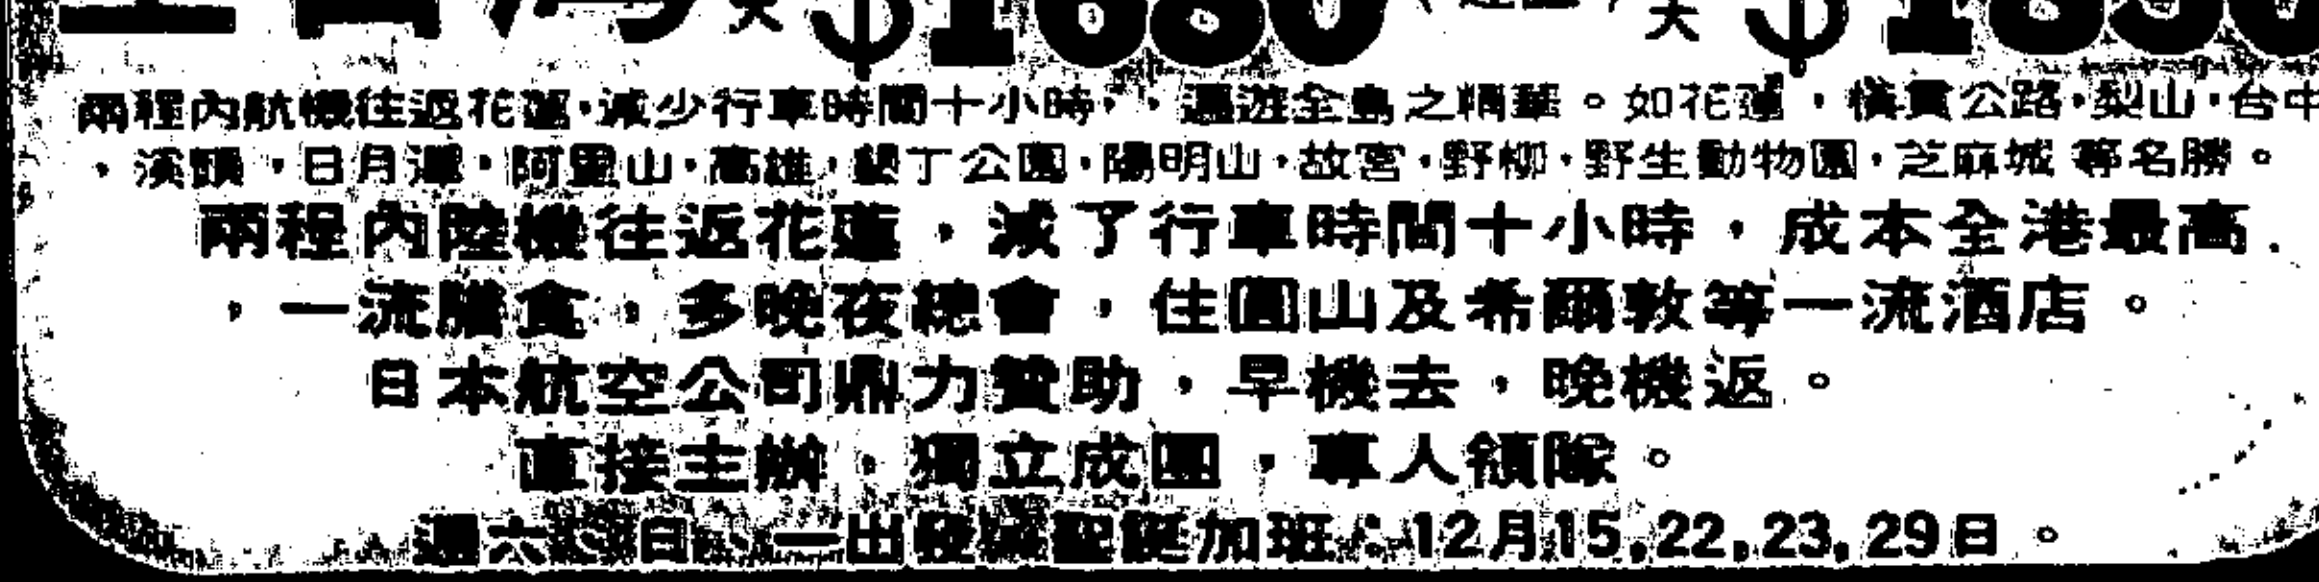 天 $1680 天 $1850
兩程內航機往返花蓮·減少行車時間十小時,,遍遊全島之精華。如花蓮,橫貫公路·梨山·台中
,溪頭,日月潭,阿里山·高雄,墾丁公園·陽明山·故宮·野柳·野生動物園·芝麻城 等名勝。
兩程內陸機往返花蓮,減了行車時間十小時,成本全港最高.
,一流膳食,多晚夜總會,住圓山及希爾敦等一流酒店。
日本航空公司鼎力贊助,早機去,晚機返。
直接主辦,獨立成團,專人領隊。
週六 日 一出發 聖誕加班:12月15,22,23,29日。